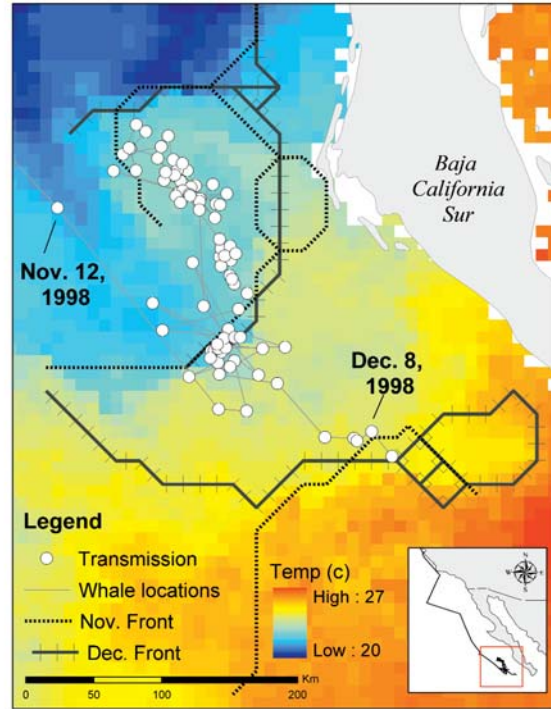 Baja
California
Sur
Nov. 12,
1998
Dec. 8,
1998
Legend
Transmission
Whale locations
Nov. Front
Dec. Front
Temp (c)
High : 27
Low : 20
Km
0 50 100 200